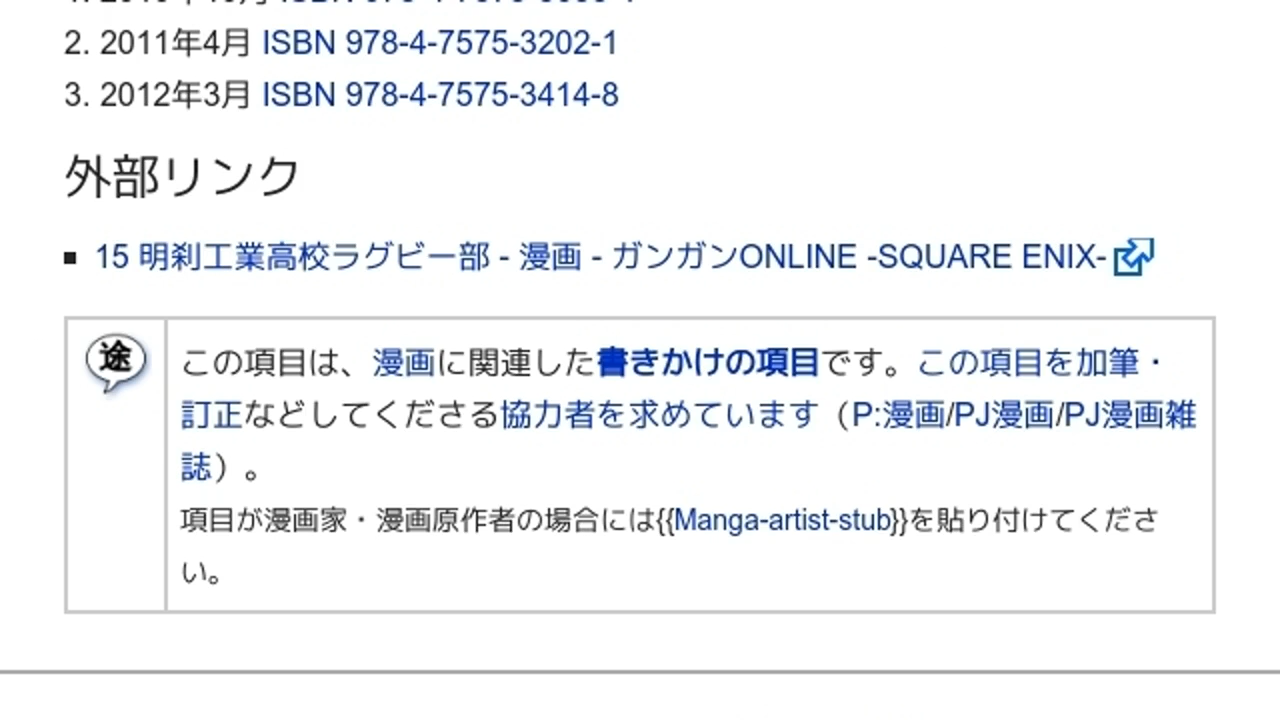 2. 2011年4月 ISBN 978-4-7575-3202-1
3. 2012年3月 ISBN 978-4-7575-3414-8
外部リンク
15 明刹工業高校ラグビー部 - 漫画 - ガンガンONLINE -SQUARE ENIX-
途
この項目は、漫画に関連した書きかけの項目です。この項目を加筆・
訂正などしてくださる協力者を求めています（P:漫画/PJ漫画/PJ漫画雑
誌）。
項目が漫画家・漫画原作者の場合には{{Manga-artist-stub}}を貼り付けてくださ
い。